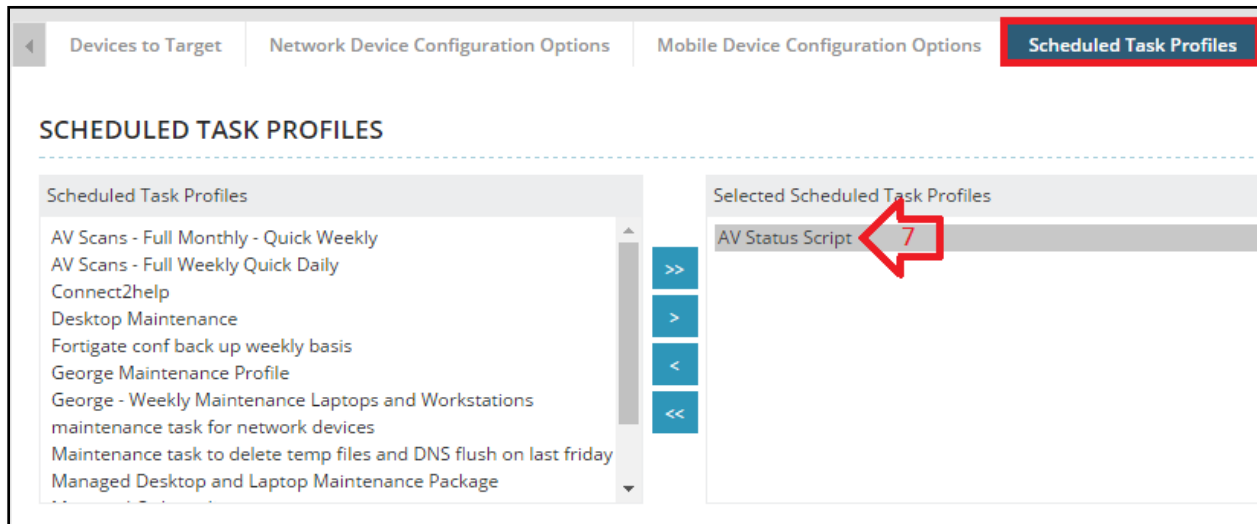 Devices to Target
Network Device Configuration Options
Mobile Device Configuration Options
Scheduled Task Profiles
SCHEDULED TASK PROFILES
Scheduled Task Profiles
AV Scans - Full Monthly - Quick Weekly
AV Scans - Full Weekly Quick Daily
Connect2help
Desktop Maintenance
Fortigate conf back up weekly basis
George Maintenance Profile
George - Weekly Maintenance Laptops and Workstations
maintenance task for network devices
Maintenance task to delete temp files and DNS flush on last friday
Managed Desktop and Laptop Maintenance Package
>>
>
<
<<
Selected Scheduled Task Profiles
AV Status Script
7